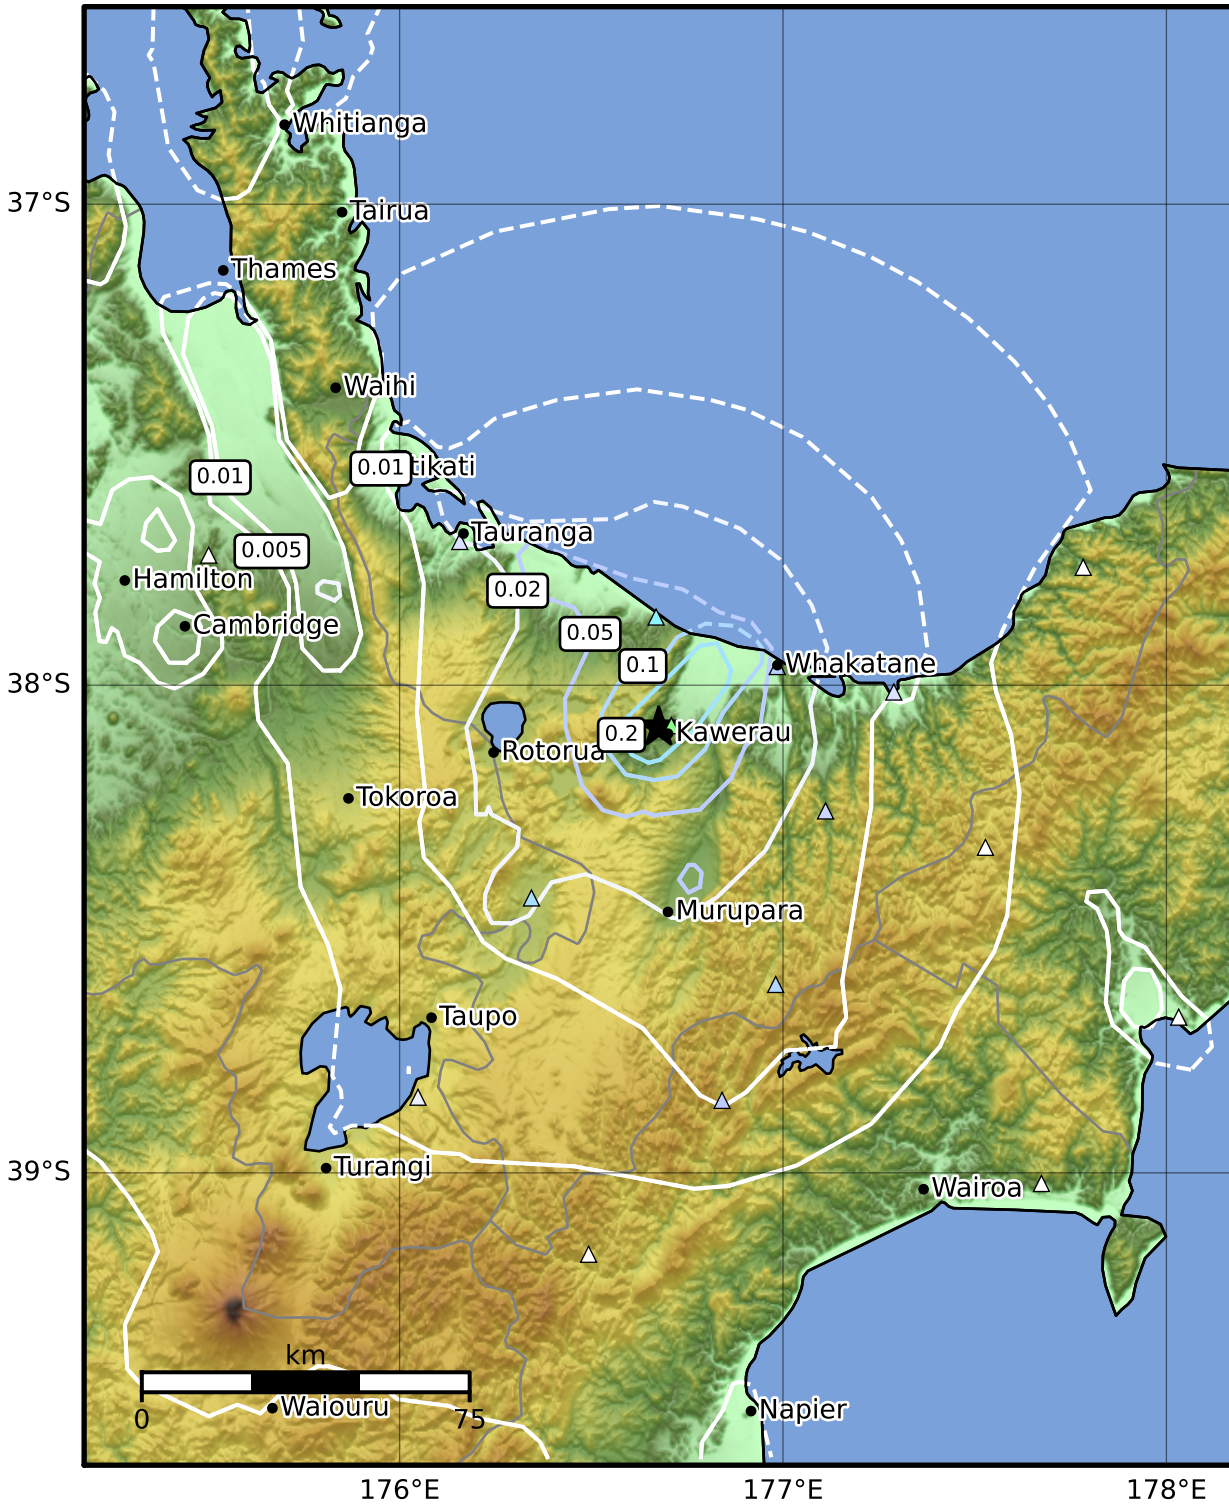 Whitianga
37°S
Tairua
Thames
Waihi
0.01
0.01
tikati
Tauranga
0.005
Hamilton
0.02
Cambridge
0.05
0.1
Whakatane
38°S
0.2
Kawerau
Rotorua
Tokoroa
Murupara
Taupo
39°S
Turangi
Wairoa
km
0
75
Waiouru
Napier
176°E
177°E
178°E